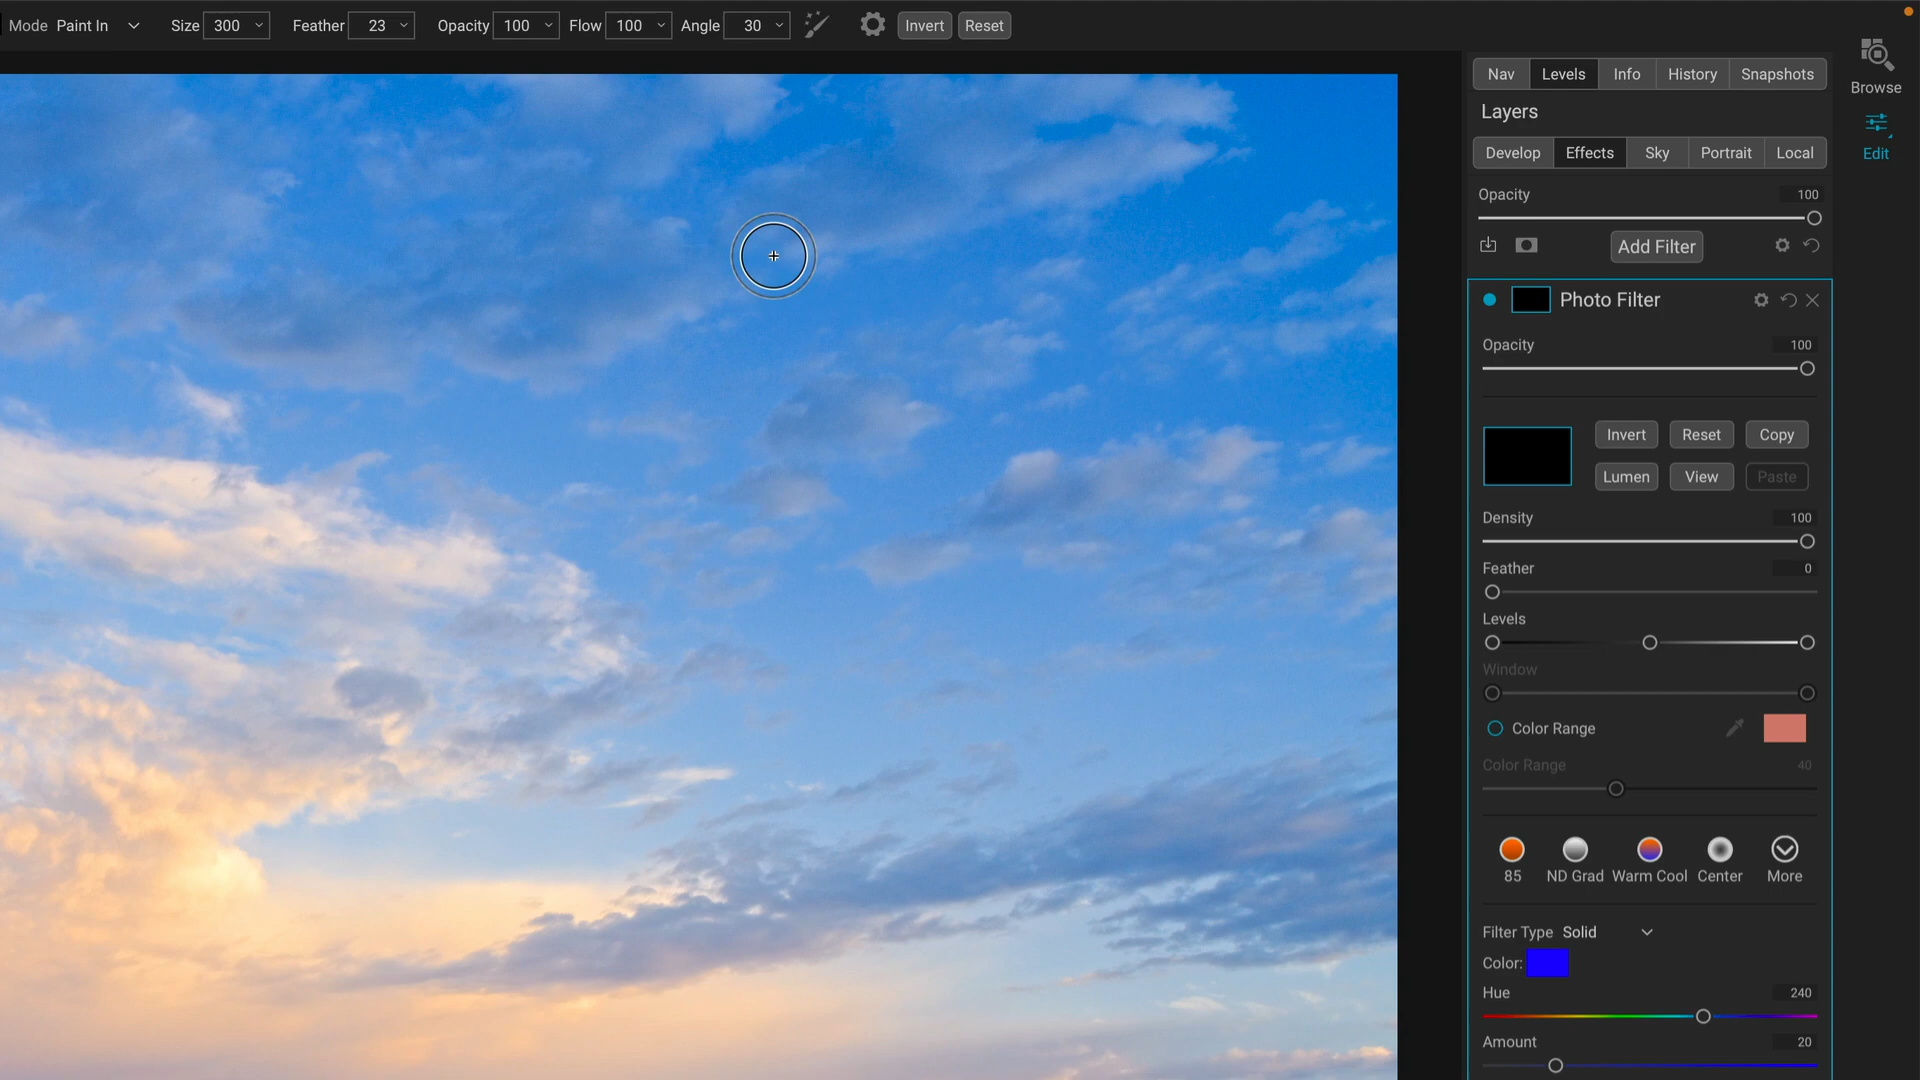 Mode Paint In Size 300 Feather 23 Opacity 100 Flow 100 Angle 30 Invert Reset
Nav Levels Info History Snapshots
Browse
Layers
Edit
Develop Effects Sky Portrait Local
Opacity 100
Add Filter
Photo Filter
Opacity 100
Invert Reset Copy
Lumen View Paste
Density 100
Feather 0
Levels
Window
Color Range
Color Range 40
85 ND Grad Warm Cool Center More
Filter Type Solid
Color:
Hue 240
Amount 20